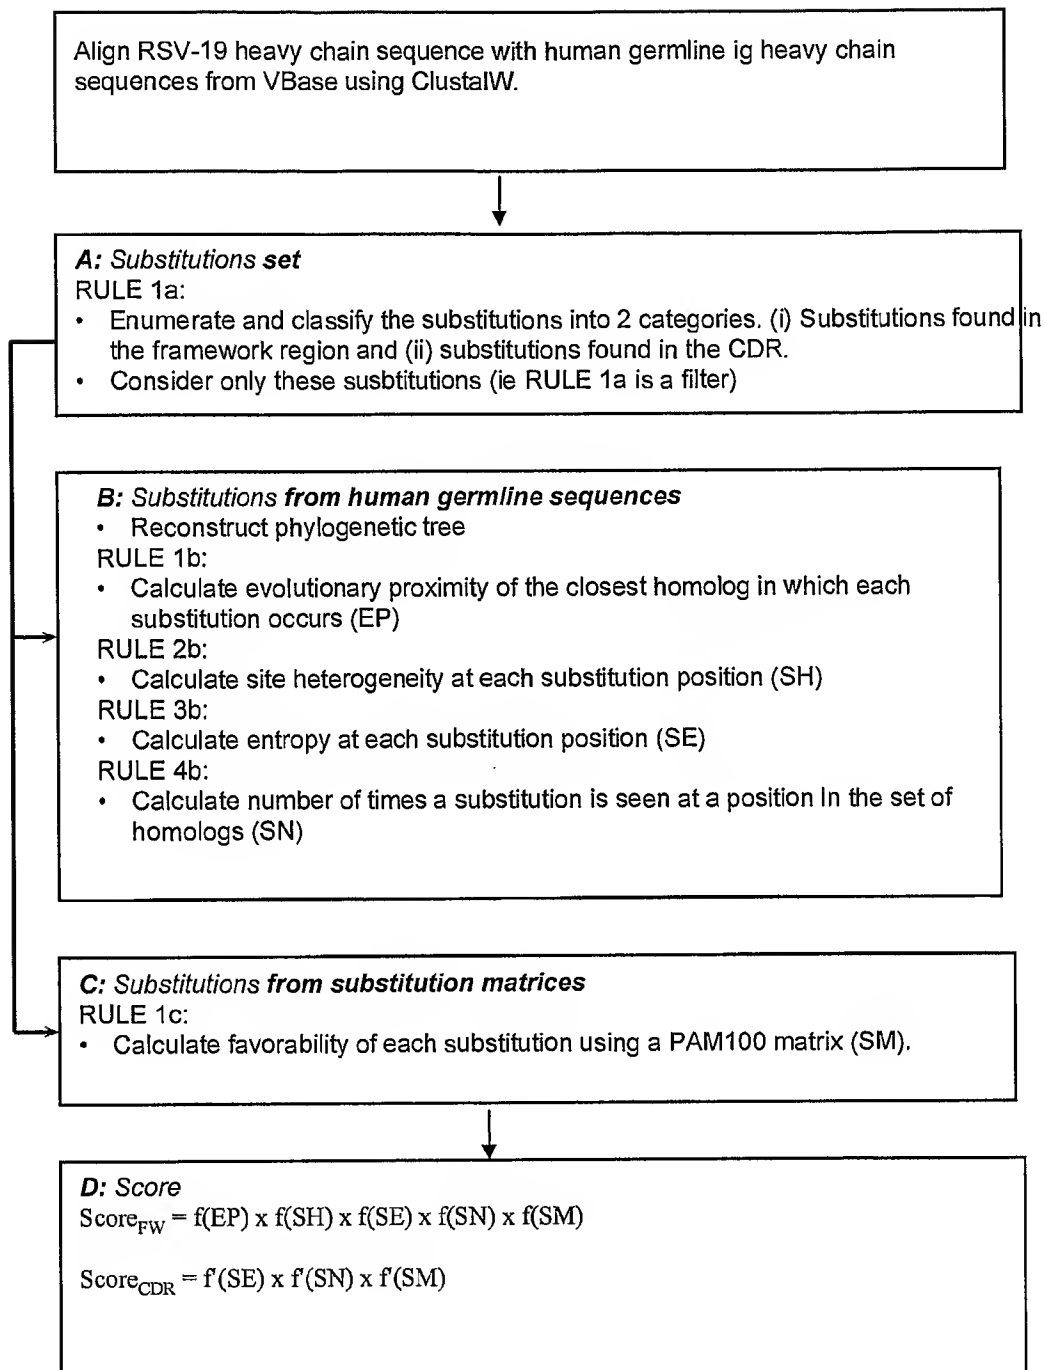 Align RSV-19 heavy chain sequence with human germline ig heavy chain
sequences from VBase using ClustalW.
A: Substitutions set
RULE 1a:
• Enumerate and classify the substitutions into 2 categories. (i) Substitutions found in
the framework region and (ii) substitutions found in the CDR.
• Consider only these susbtitutions (ie RULE 1a is a filter)
B: Substitutions from human germline sequences
• Reconstruct phylogenetic tree
RULE 1b:
• Calculate evolutionary proximity of the closest homolog in which each
substitution occurs (EP)
RULE 2b:
• Calculate site heterogeneity at each substitution position (SH)
RULE 3b:
• Calculate entropy at each substitution position (SE)
RULE 4b:
• Calculate number of times a substitution is seen at a position in the set of
homologs (SN)
C: Substitutions from substitution matrices
RULE 1c:
• Calculate favorability of each substitution using a PAM100 matrix (SM).
D: Score
Score_FW = f(EP) x f(SH) x f(SE) x f(SN) x f(SM)
Score_CDR = f'(SE) x f'(SN) x f'(SM)